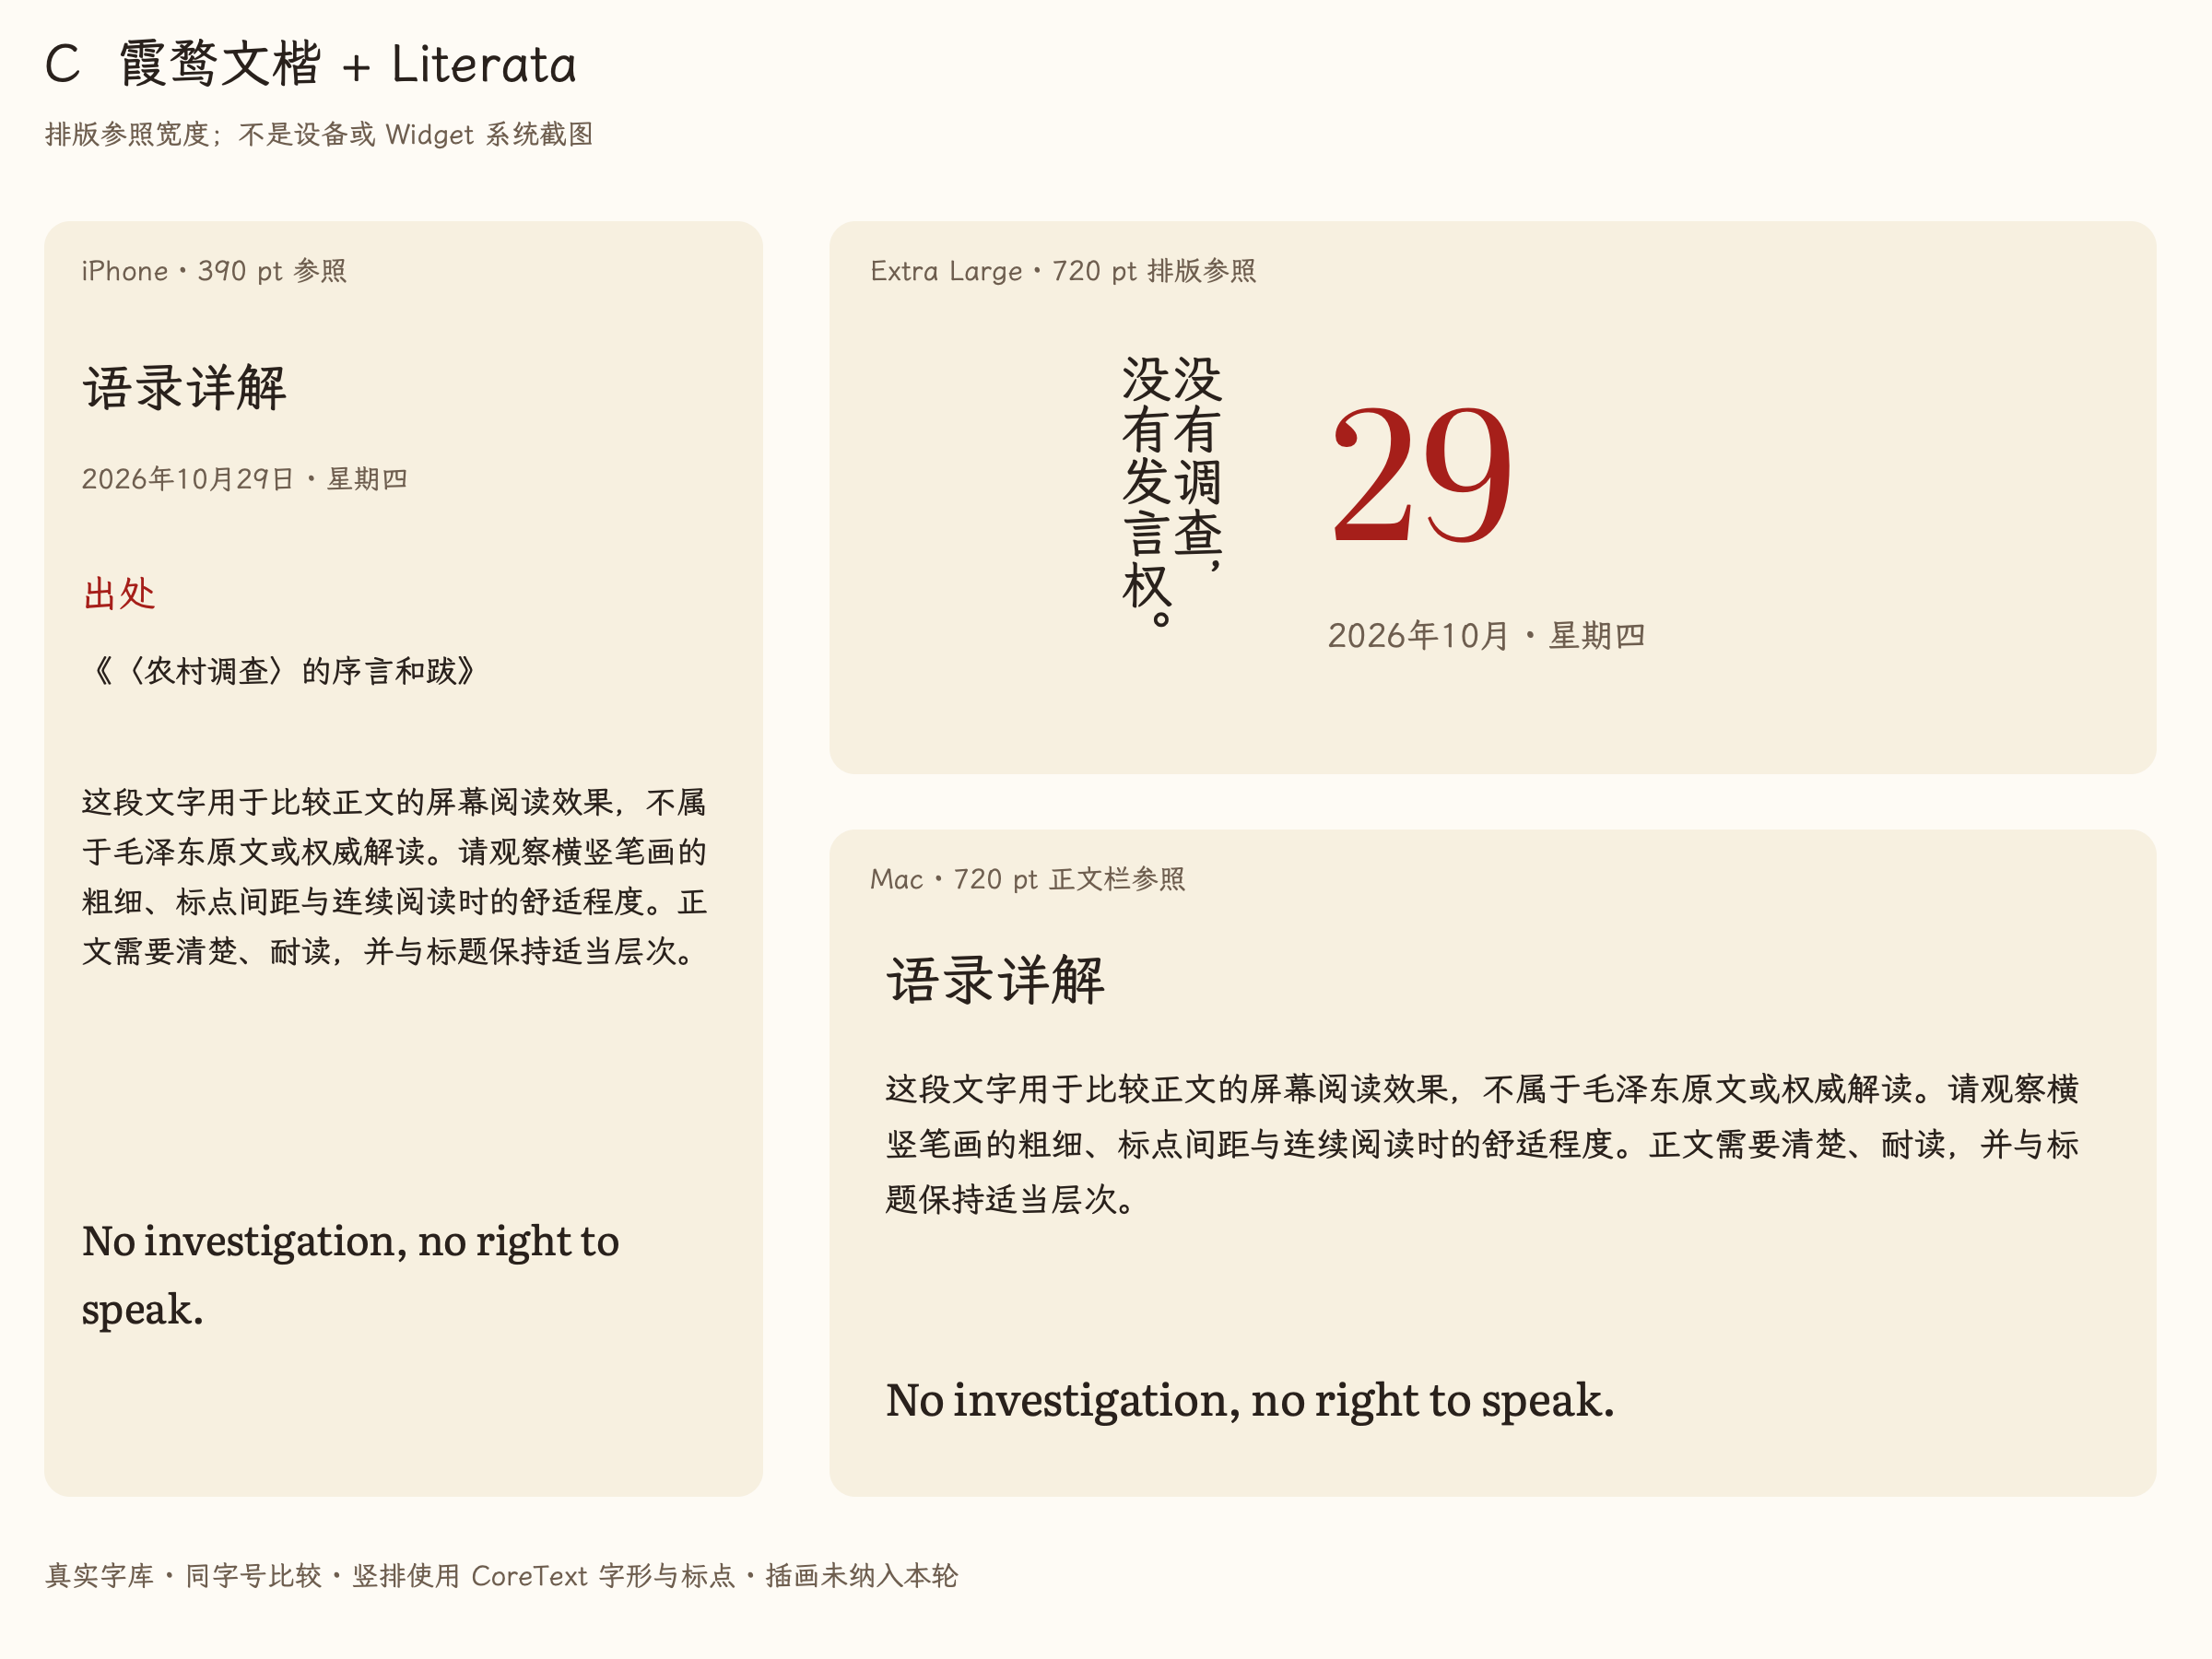 C 霞鹜文楷 + Literata
排版参照宽度；不是设备或 Widget 系统截图
iPhone · 390 pt 参照
语录详解
2026年10月29日 · 星期四
出处
《〈农村调查〉的序言和跋》
这段文字用于比较正文的屏幕阅读效果，不属
于毛泽东原文或权威解读。请观察横竖笔画的
粗细、标点间距与连续阅读时的舒适程度。正
文需要清楚、耐读，并与标题保持适当层次。
No investigation, no right to
speak.
Extra Large · 720 pt 排版参照
没有调查，
没有发言权。
29
2026年10月 · 星期四
Mac · 720 pt 正文栏参照
语录详解
这段文字用于比较正文的屏幕阅读效果，不属于毛泽东原文或权威解读。请观察横
竖笔画的粗细、标点间距与连续阅读时的舒适程度。正文需要清楚、耐读，并与标
题保持适当层次。
No investigation, no right to speak.
真实字库 · 同字号比较 · 竖排使用 CoreText 字形与标点 · 插画未纳入本轮